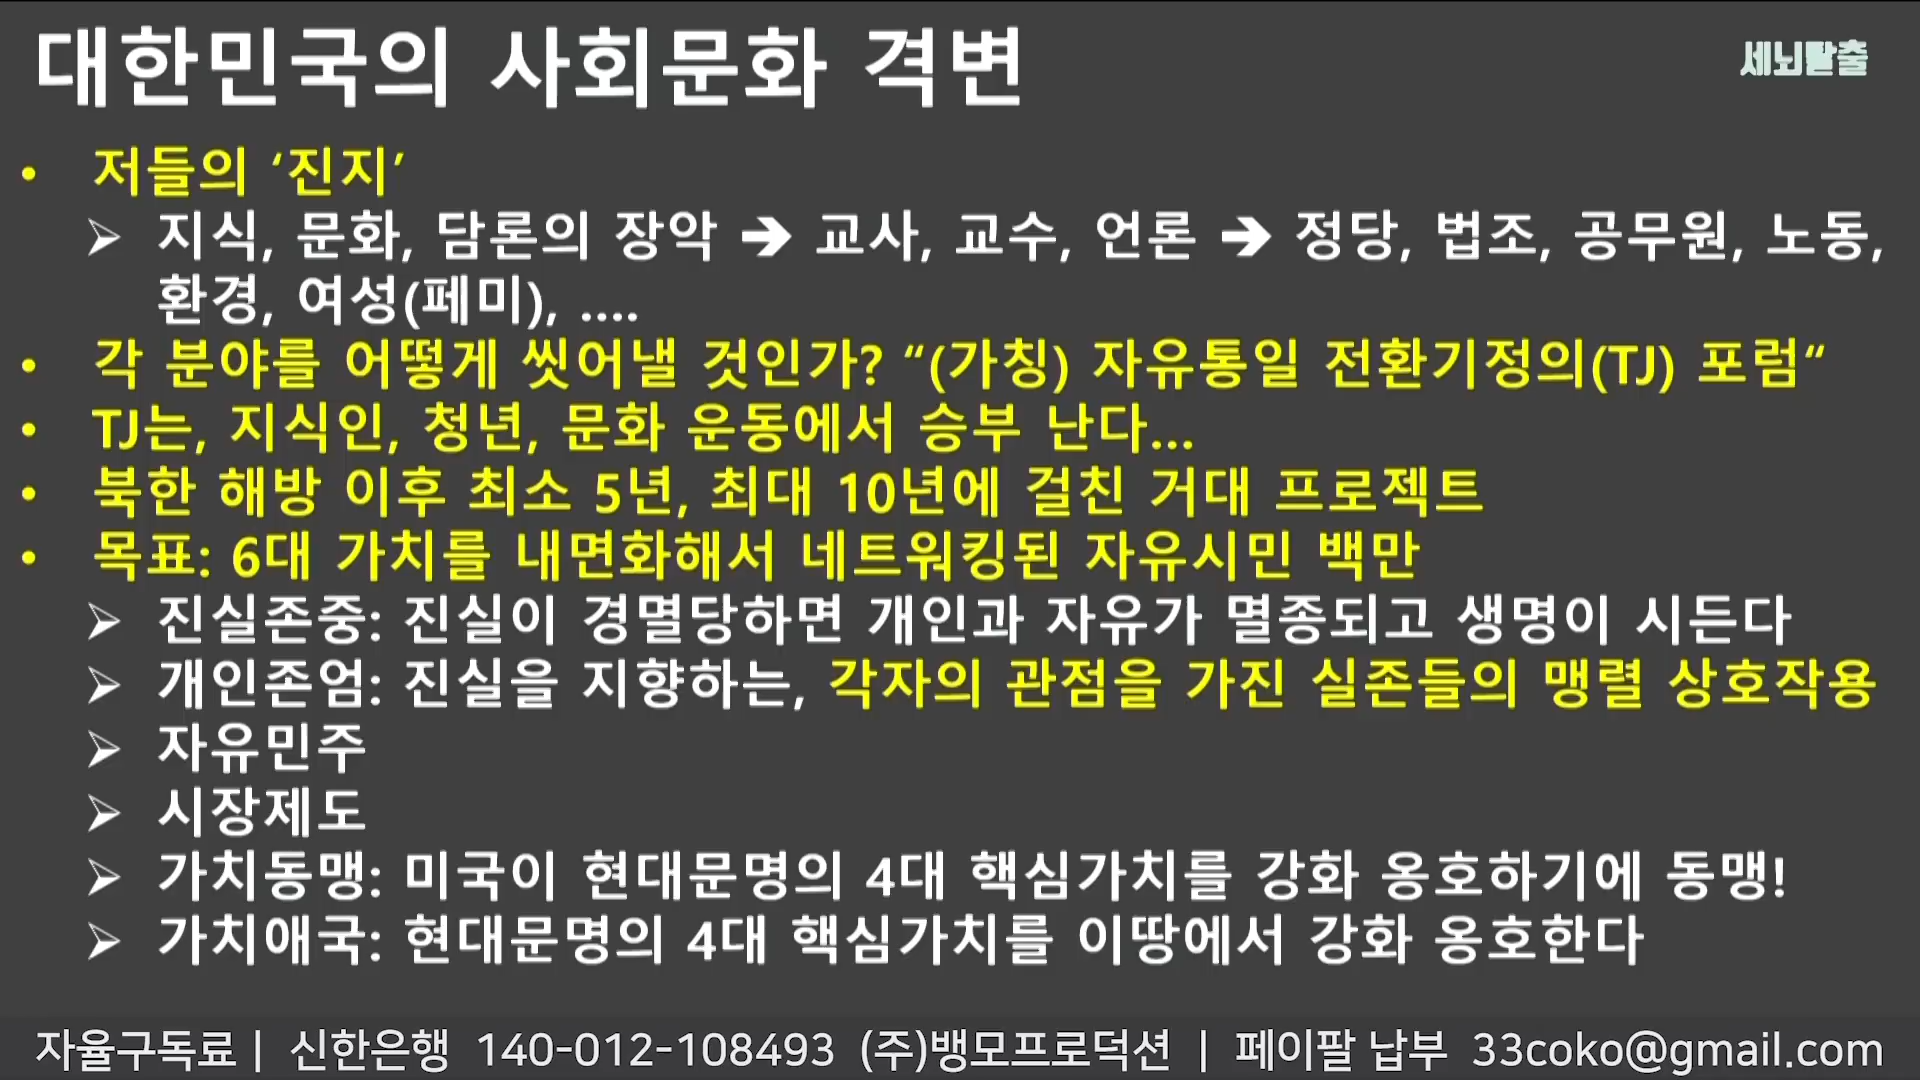 대한민국의 사회문화 격변
세뇌탈출
• 저들의 ‘진지’
➢ 지식, 문화, 담론의 장악 ➔ 교사, 교수, 언론 ➔ 정당, 법조, 공무원, 노동,
환경, 여성(페미), ....
• 각 분야를 어떻게 씻어낼 것인가? “(가칭) 자유통일 전환기정의(TJ) 포럼“
• TJ는, 지식인, 청년, 문화 운동에서 승부 난다...
• 북한 해방 이후 최소 5년, 최대 10년에 걸친 거대 프로젝트
• 목표: 6대 가치를 내면화해서 네트워킹된 자유시민 백만
➢ 진실존중: 진실이 경멸당하면 개인과 자유가 멸종되고 생명이 시든다
➢ 개인존엄: 진실을 지향하는, 각자의 관점을 가진 실존들의 맹렬 상호작용
➢ 자유민주
➢ 시장제도
➢ 가치동맹: 미국이 현대문명의 4대 핵심가치를 강화 옹호하기에 동맹!
➢ 가치애국: 현대문명의 4대 핵심가치를 이땅에서 강화 옹호한다
자율구독료 | 신한은행 140-012-108493 (주)뱅모프로덕션 | 페이팔 납부 33coko@gmail.com